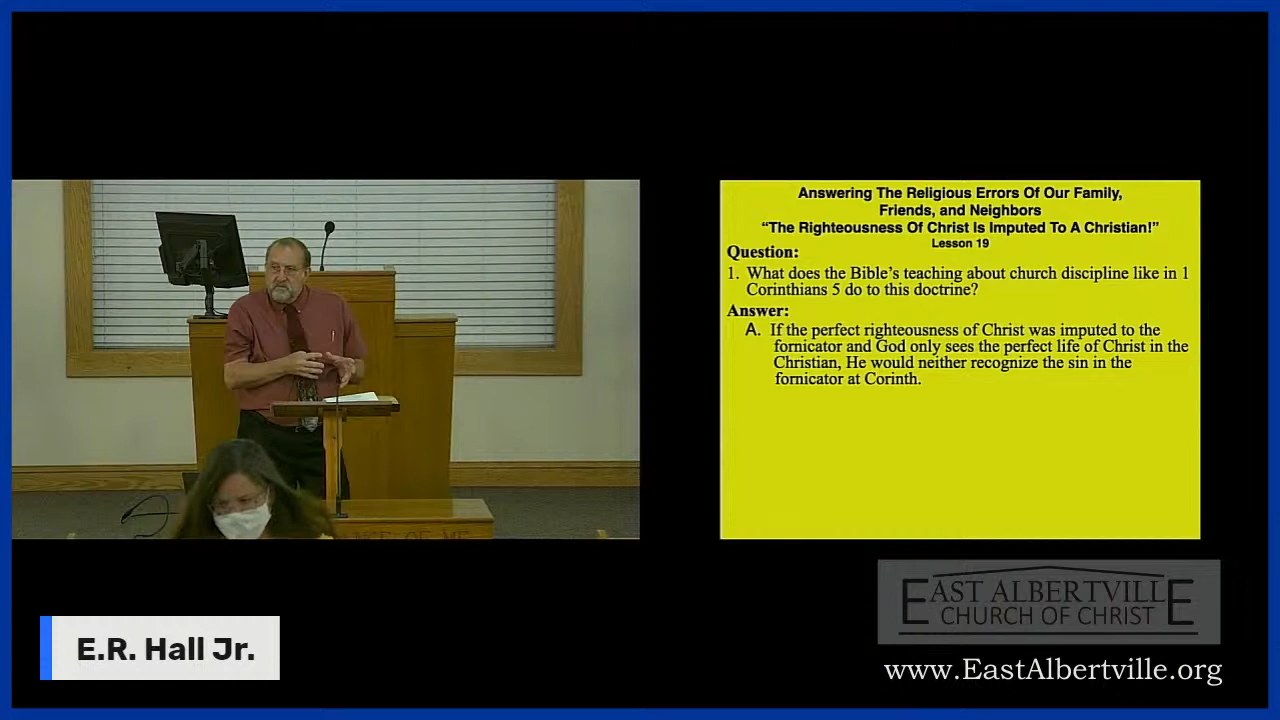 Answering The Religious Errors Of Our Family,
Friends, and Neighbors
“The Righteousness Of Christ Is Imputed To A Christian!”
Lesson 19
Question:
1. What does the Bible’s teaching about church discipline like in 1
Corinthians 5 do to this doctrine?
Answer:
A. If the perfect righteousness of Christ was imputed to the
fornicator and God only sees the perfect life of Christ in the
Christian, He would neither recognize the sin in the
fornicator at Corinth.
OF ME
EAST ALBERTVILLE
CHURCH OF CHRIST
E.R. Hall Jr.
www.EastAlbertville.org